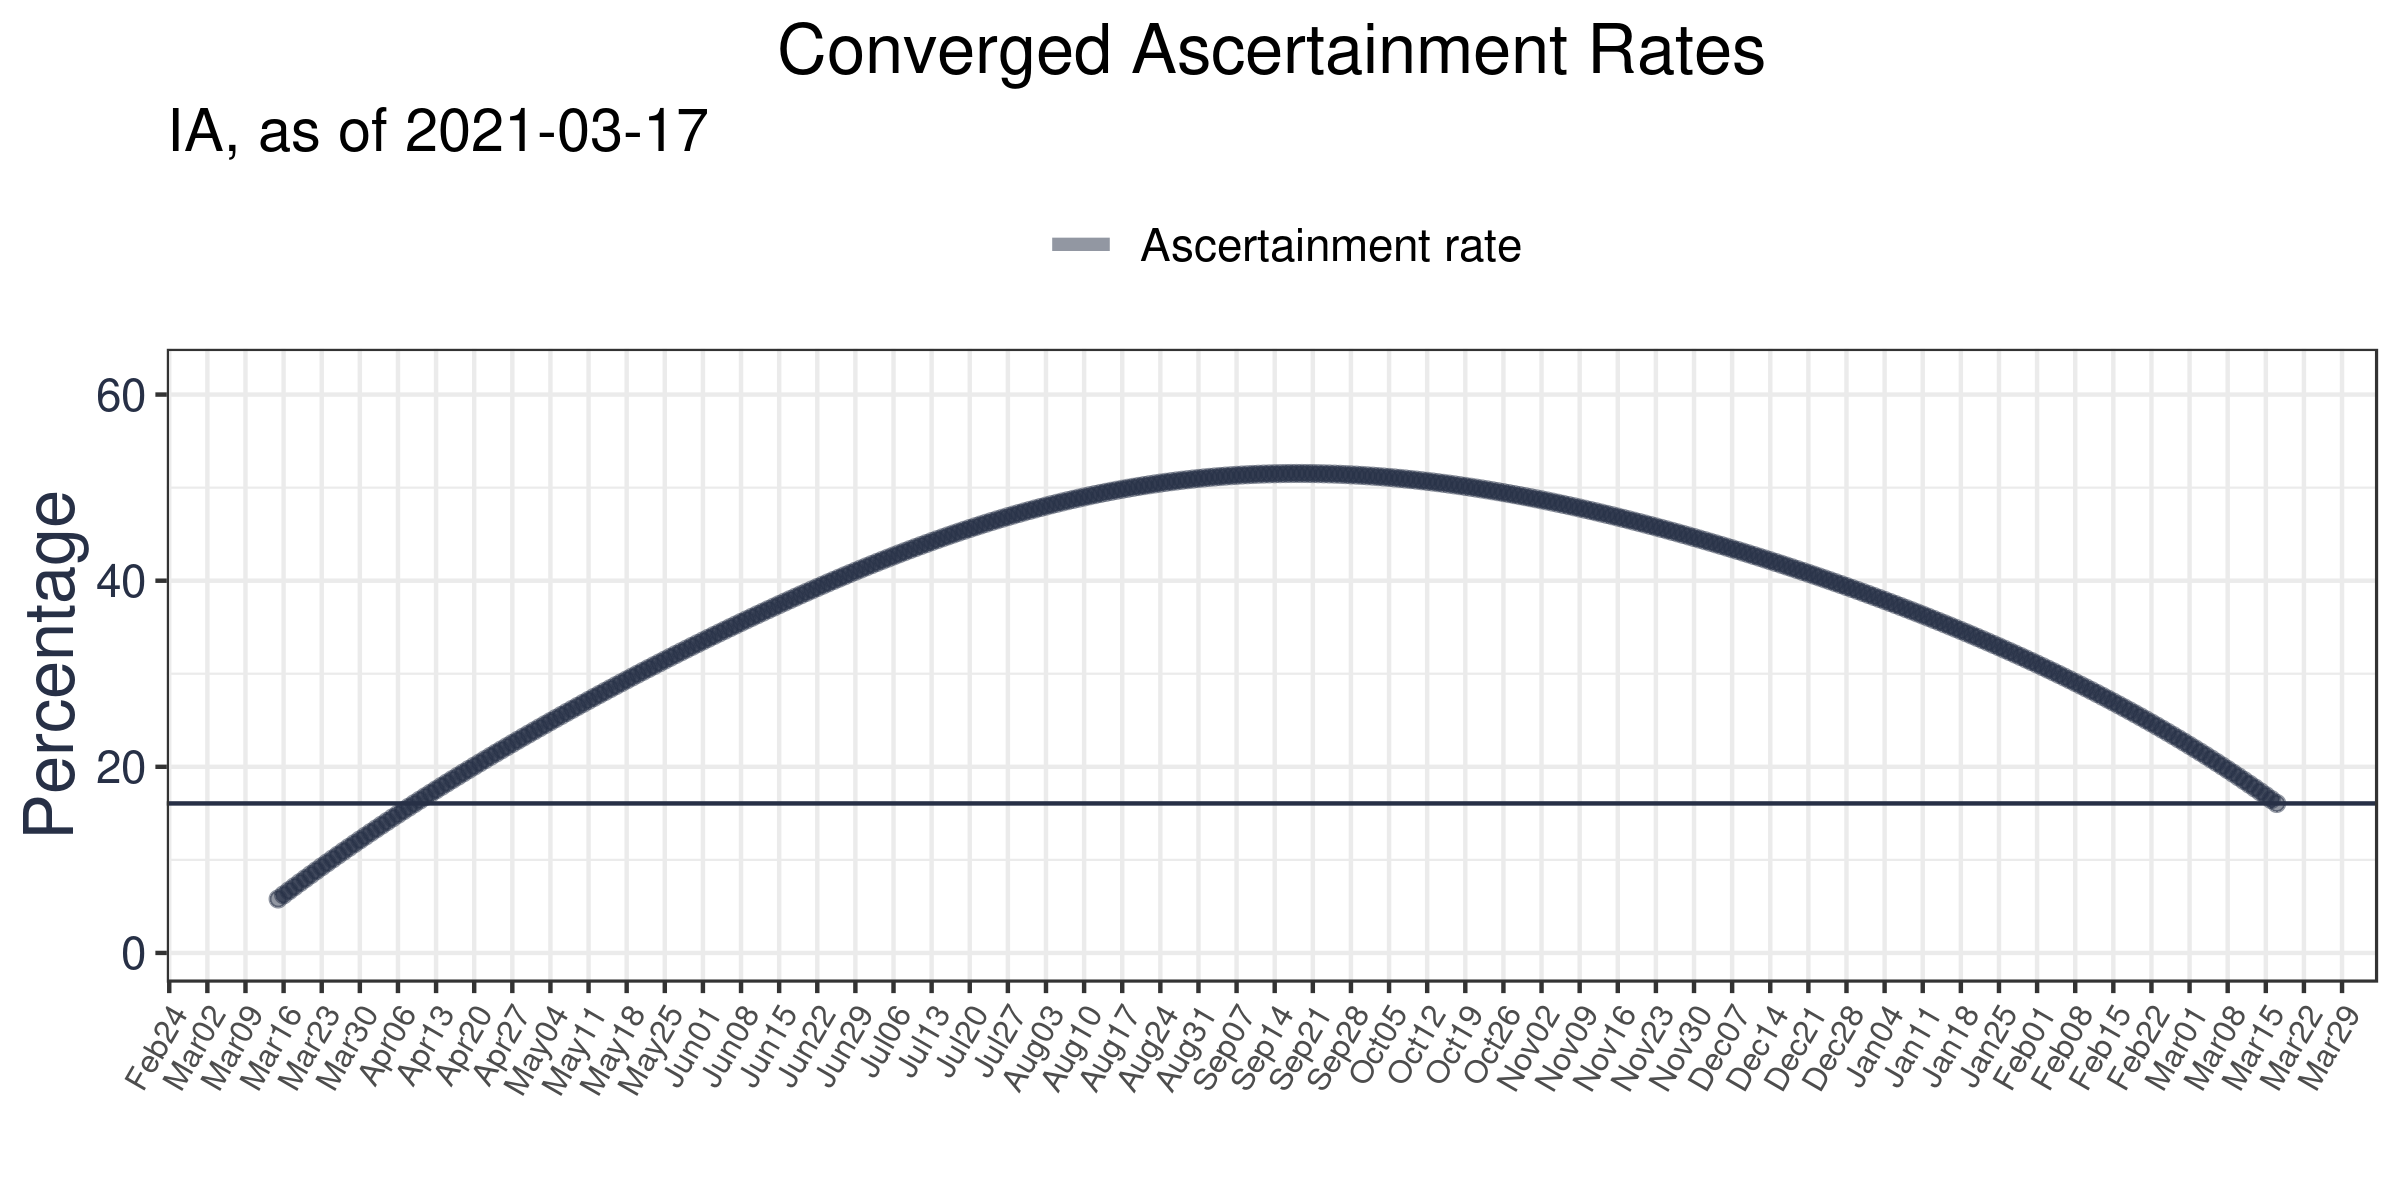 Converged Ascertainment Rates
IA, as of 2021-03-17
Ascertainment rate
Percentage
60
40
20
0
Feb24 Mar02 Mar09 Mar16 Mar23 Mar30 Apr06 Apr13 Apr20 Apr27 May04 May11 May18 May25 Jun01 Jun08 Jun15 Jun22 Jun29 Jul06 Jul13 Jul20 Jul27 Aug03 Aug10 Aug17 Aug24 Aug31 Sep07 Sep14 Sep21 Sep28 Oct05 Oct12 Oct19 Oct26 Nov02 Nov09 Nov16 Nov23 Nov30 Dec07 Dec14 Dec21 Dec28 Jan04 Jan11 Jan18 Jan25 Feb01 Feb08 Feb15 Feb22 Mar01 Mar08 Mar15 Mar22 Mar29